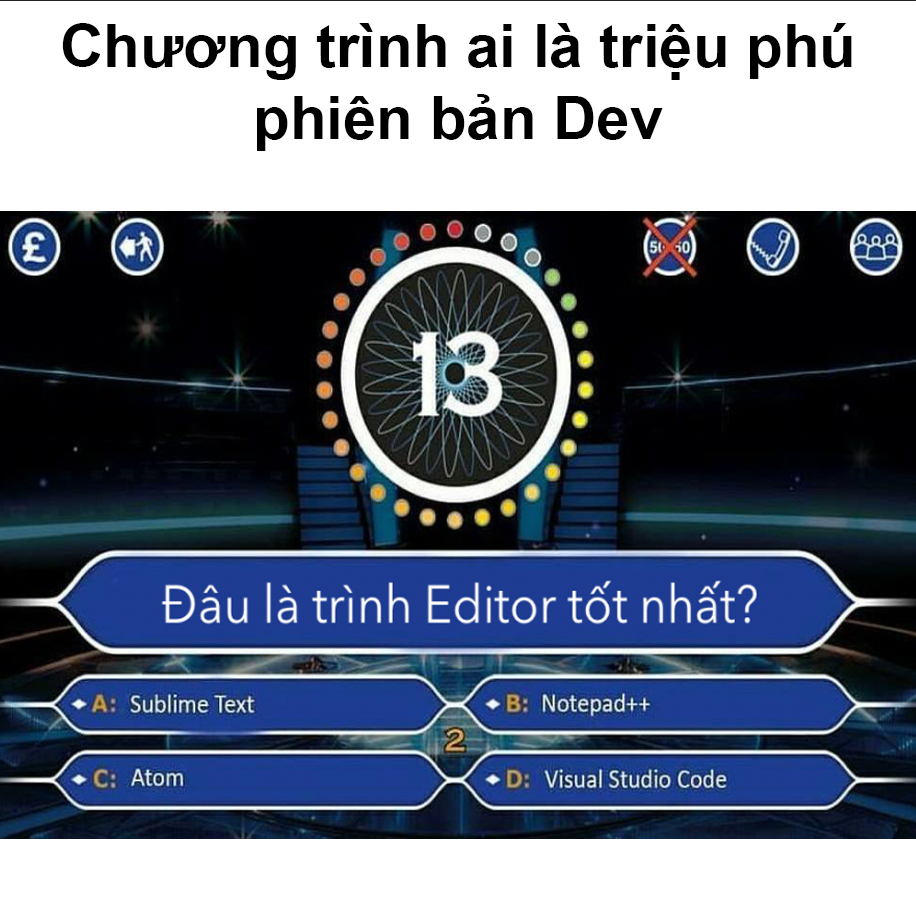 Chương trình ai là triệu phú
phiên bản Dev
£
50:50
13
Đâu là trình Editor tốt nhất?
A: Sublime Text
B: Notepad++
2
C: Atom
D: Visual Studio Code